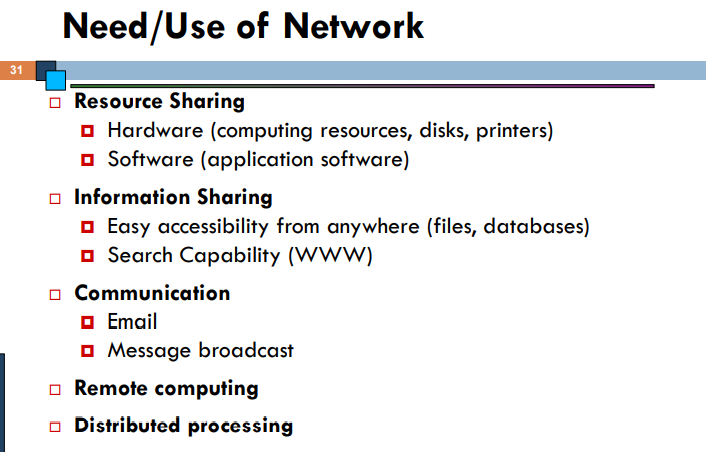 Need/Use of Network
31
Resource Sharing
Hardware (computing resources, disks, printers)
Software (application software)
Information Sharing
Easy accessibility from anywhere (files, databases)
Search Capability (WWW)
Communication
Email
Message broadcast
Remote computing
Distributed processing